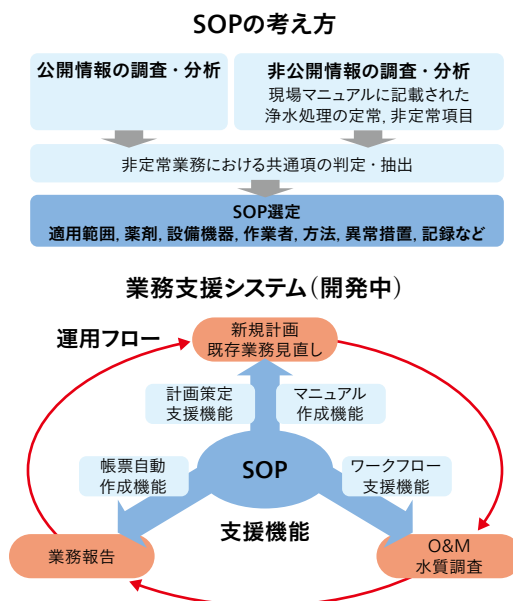 SOPの考え方
公開情報の調査・分析
非公開情報の調査・分析
現場マニュアルに記載された
浄水処理の定常, 非定常項目
非定常業務における共通項の判定・抽出
SOP選定
適用範囲, 薬剤, 設備機器, 作業者, 方法, 異常措置, 記録など
業務支援システム(開発中)
運用フロー
新規計画
既存業務見直し
計画策定
支援機能
マニュアル
作成機能
帳票自動
作成機能
SOP
ワークフロー
支援機能
支援機能
業務報告
O&M
水質調査